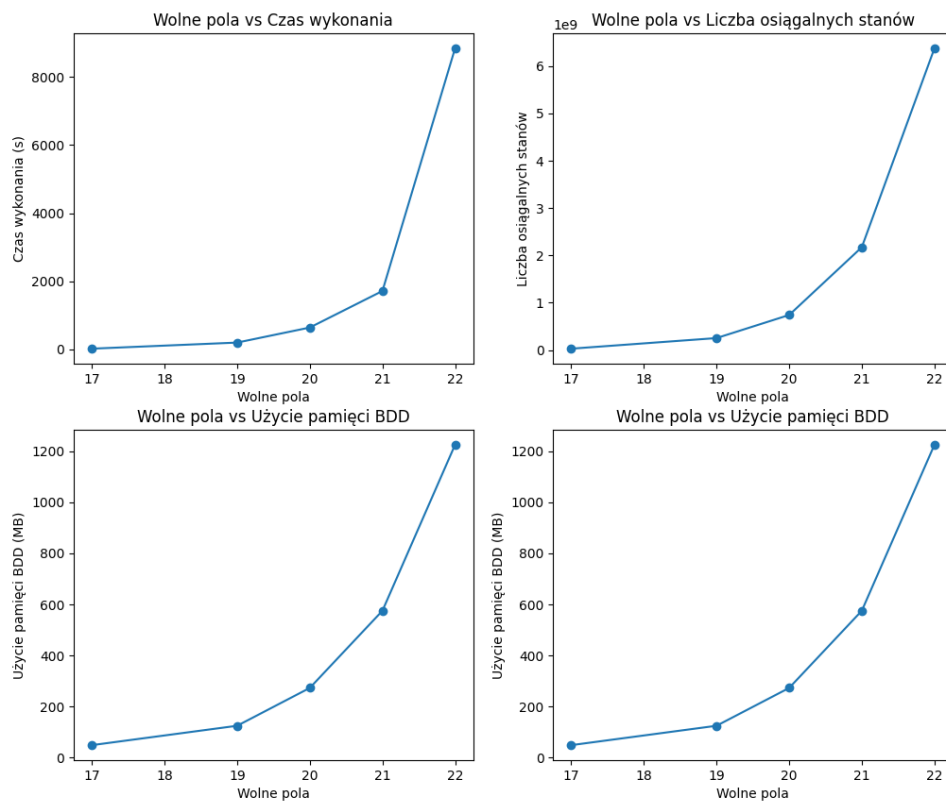 Wolne pola vs Czas wykonania
8000
6000
4000
2000
0
Czas wykonania (s)
17 18 19 20 21 22
Wolne pola
Wolne pola vs Liczba osiągalnych stanów
1e9
6
5
4
3
2
1
0
Liczba osiągalnych stanów
17 18 19 20 21 22
Wolne pola
Wolne pola vs Użycie pamięci BDD
1200
1000
800
600
400
200
0
Użycie pamięci BDD (MB)
17 18 19 20 21 22
Wolne pola
Wolne pola vs Użycie pamięci BDD
1200
1000
800
600
400
200
0
Użycie pamięci BDD (MB)
17 18 19 20 21 22
Wolne pola